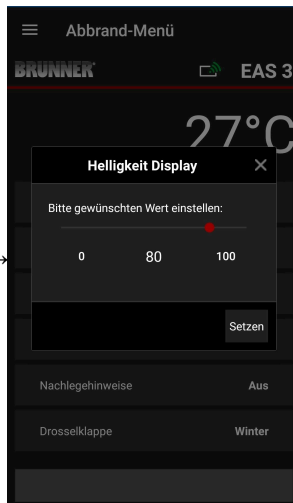 Abbrand-Menü
BRUNNER
EAS 3
27°C
Helligkeit Display
Bitte gewünschten Wert einstellen:
0 80 100
Setzen
Nachlegehinweise Aus
Drosselklappe Winter